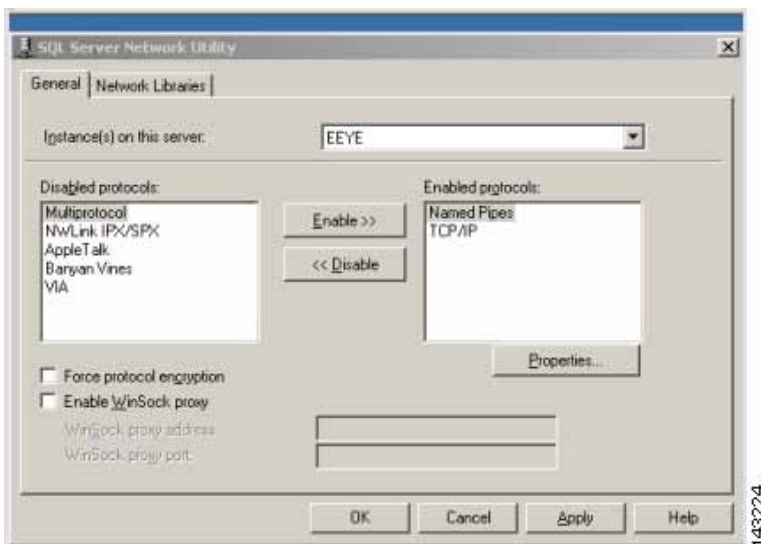 SQL Server Network Utility
General
Network Libraries
Instance(s) on this server:
EEYE
Disabled protocols:
Multiprotocol
NWLink IPX/SPX
AppleTalk
Banyan Vines
VIA
Enable >>
<< Disable
Enabled protocols:
Named Pipes
TCP/IP
Properties...
Force protocol encryption
Enable WinSock proxy
WinSock proxy address
WinSock proxy port
OK
Cancel
Apply
Help
143224